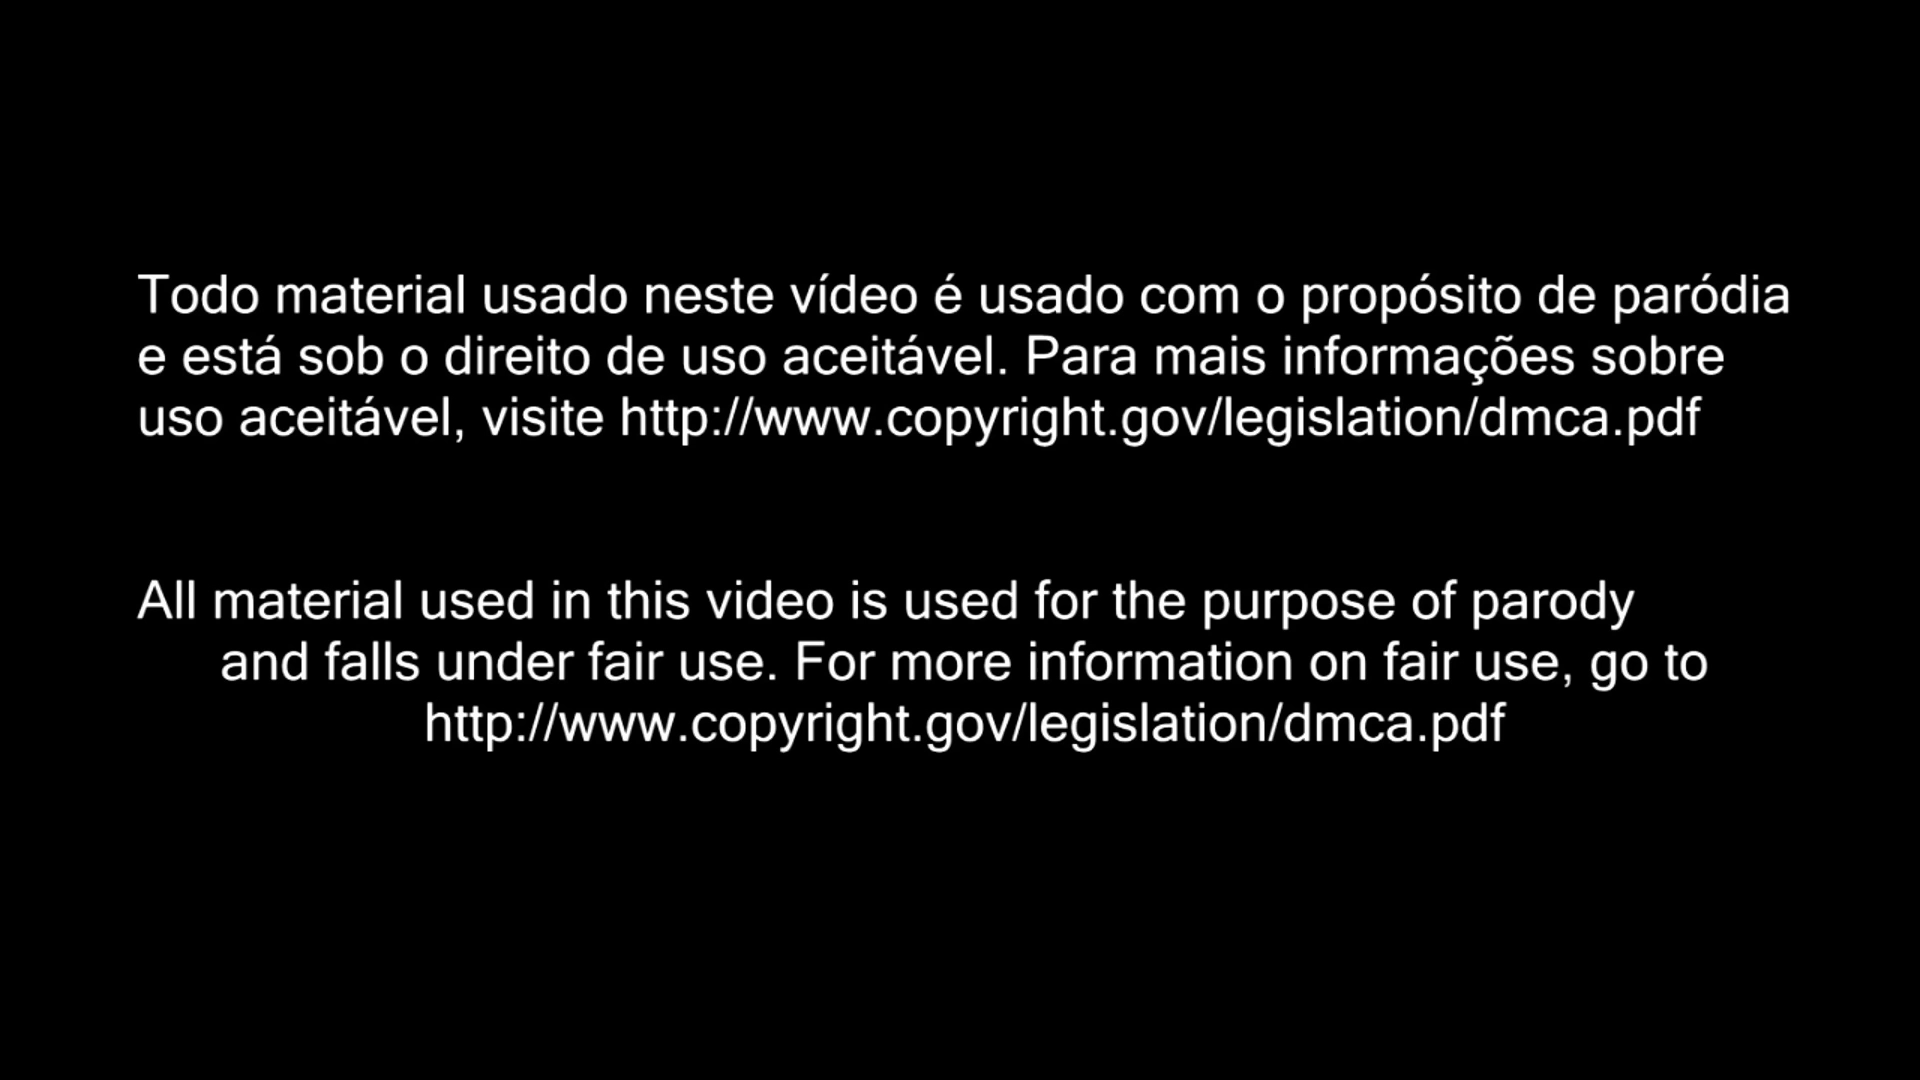 Todo material usado neste vídeo é usado com o propósito de paródia
e está sob o direito de uso aceitável. Para mais informações sobre
uso aceitável, visite http://www.copyright.gov/legislation/dmca.pdf
All material used in this video is used for the purpose of parody
and falls under fair use. For more information on fair use, go to
http://www.copyright.gov/legislation/dmca.pdf